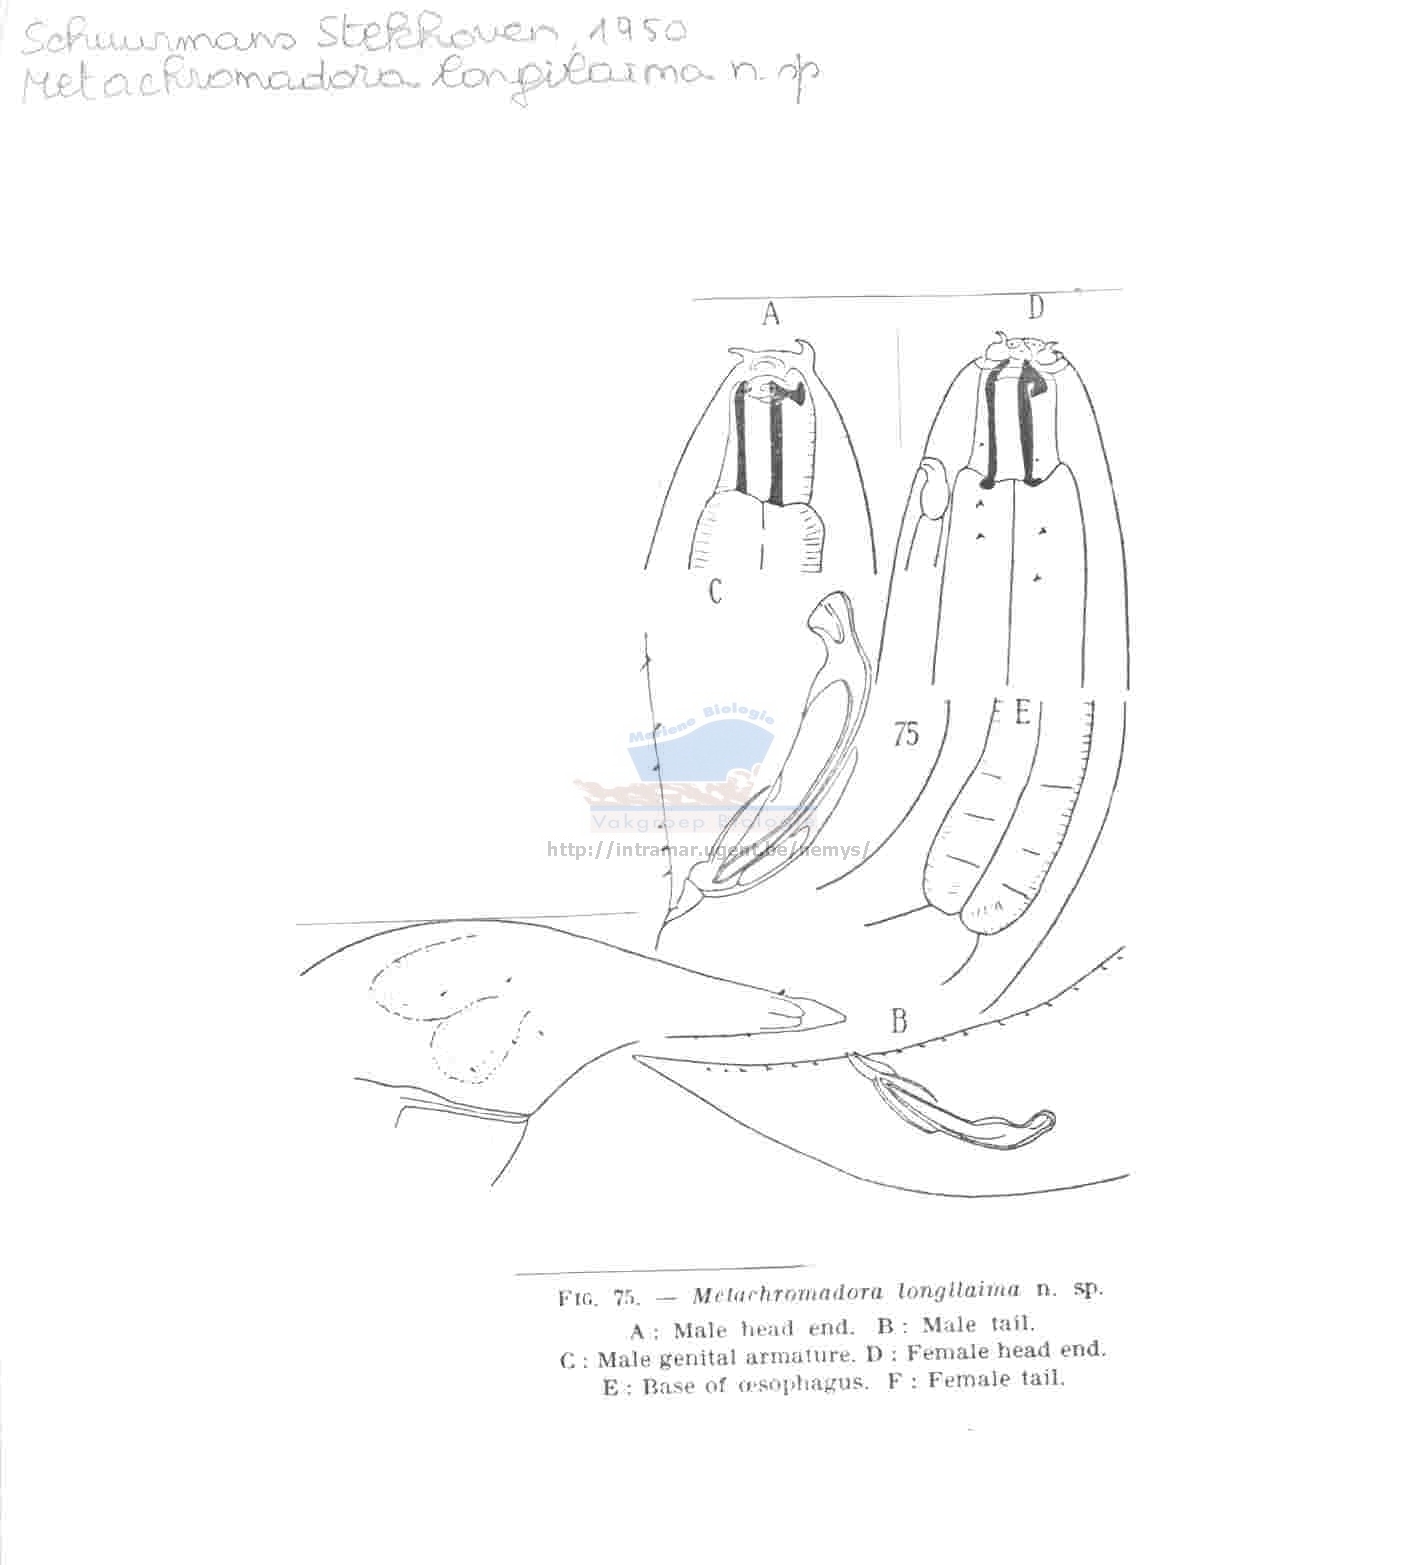 Schuurmans Stekhoven, 1950
Metachromadora longilaima n. sp
A
D
C
E
75
Mariene Biologie
Vakgroep Biologie
http://intramar.ugent.be/nemys/
B
FIG. 75. — Metachromadora longilaima n. sp.
A : Male head end. B : Male tail.
C : Male genital armature. D : Female head end.
E : Base of œsophagus. F : Female tail.